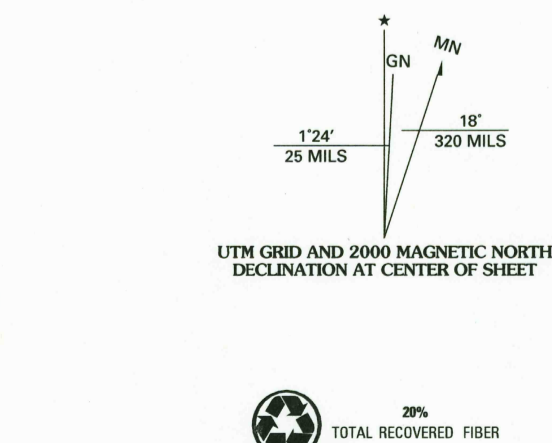 ★
MN
GN
1°24′
25 MILS
18°
320 MILS
UTM GRID AND 2000 MAGNETIC NORTH
DECLINATION AT CENTER OF SHEET
20%
TOTAL RECOVERED FIBER